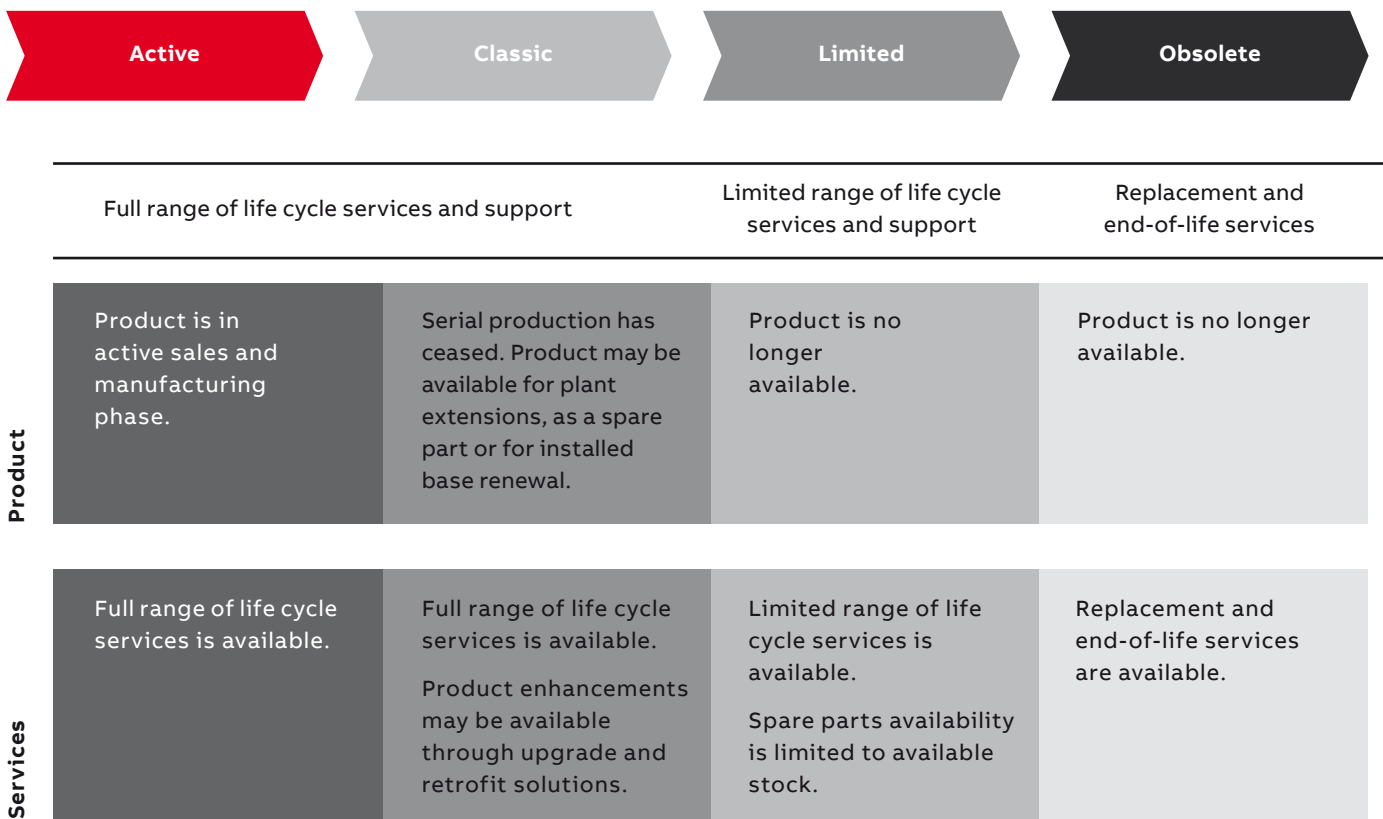 Active
Classic
Limited
Obsolete
Full range of life cycle services and support
Limited range of life cycle
services and support
Replacement and
end-of-life services
Product
Product is in
active sales and
manufacturing
phase.
Serial production has
ceased. Product may be
available for plant
extensions, as a spare
part or for installed
base renewal.
Product is no
longer
available.
Product is no longer
available.
Services
Full range of life cycle
services is available.
Full range of life cycle
services is available.
Product enhancements
may be available
through upgrade and
retrofit solutions.
Limited range of life
cycle services is
available.
Spare parts availability
is limited to available
stock.
Replacement and
end-of-life services
are available.